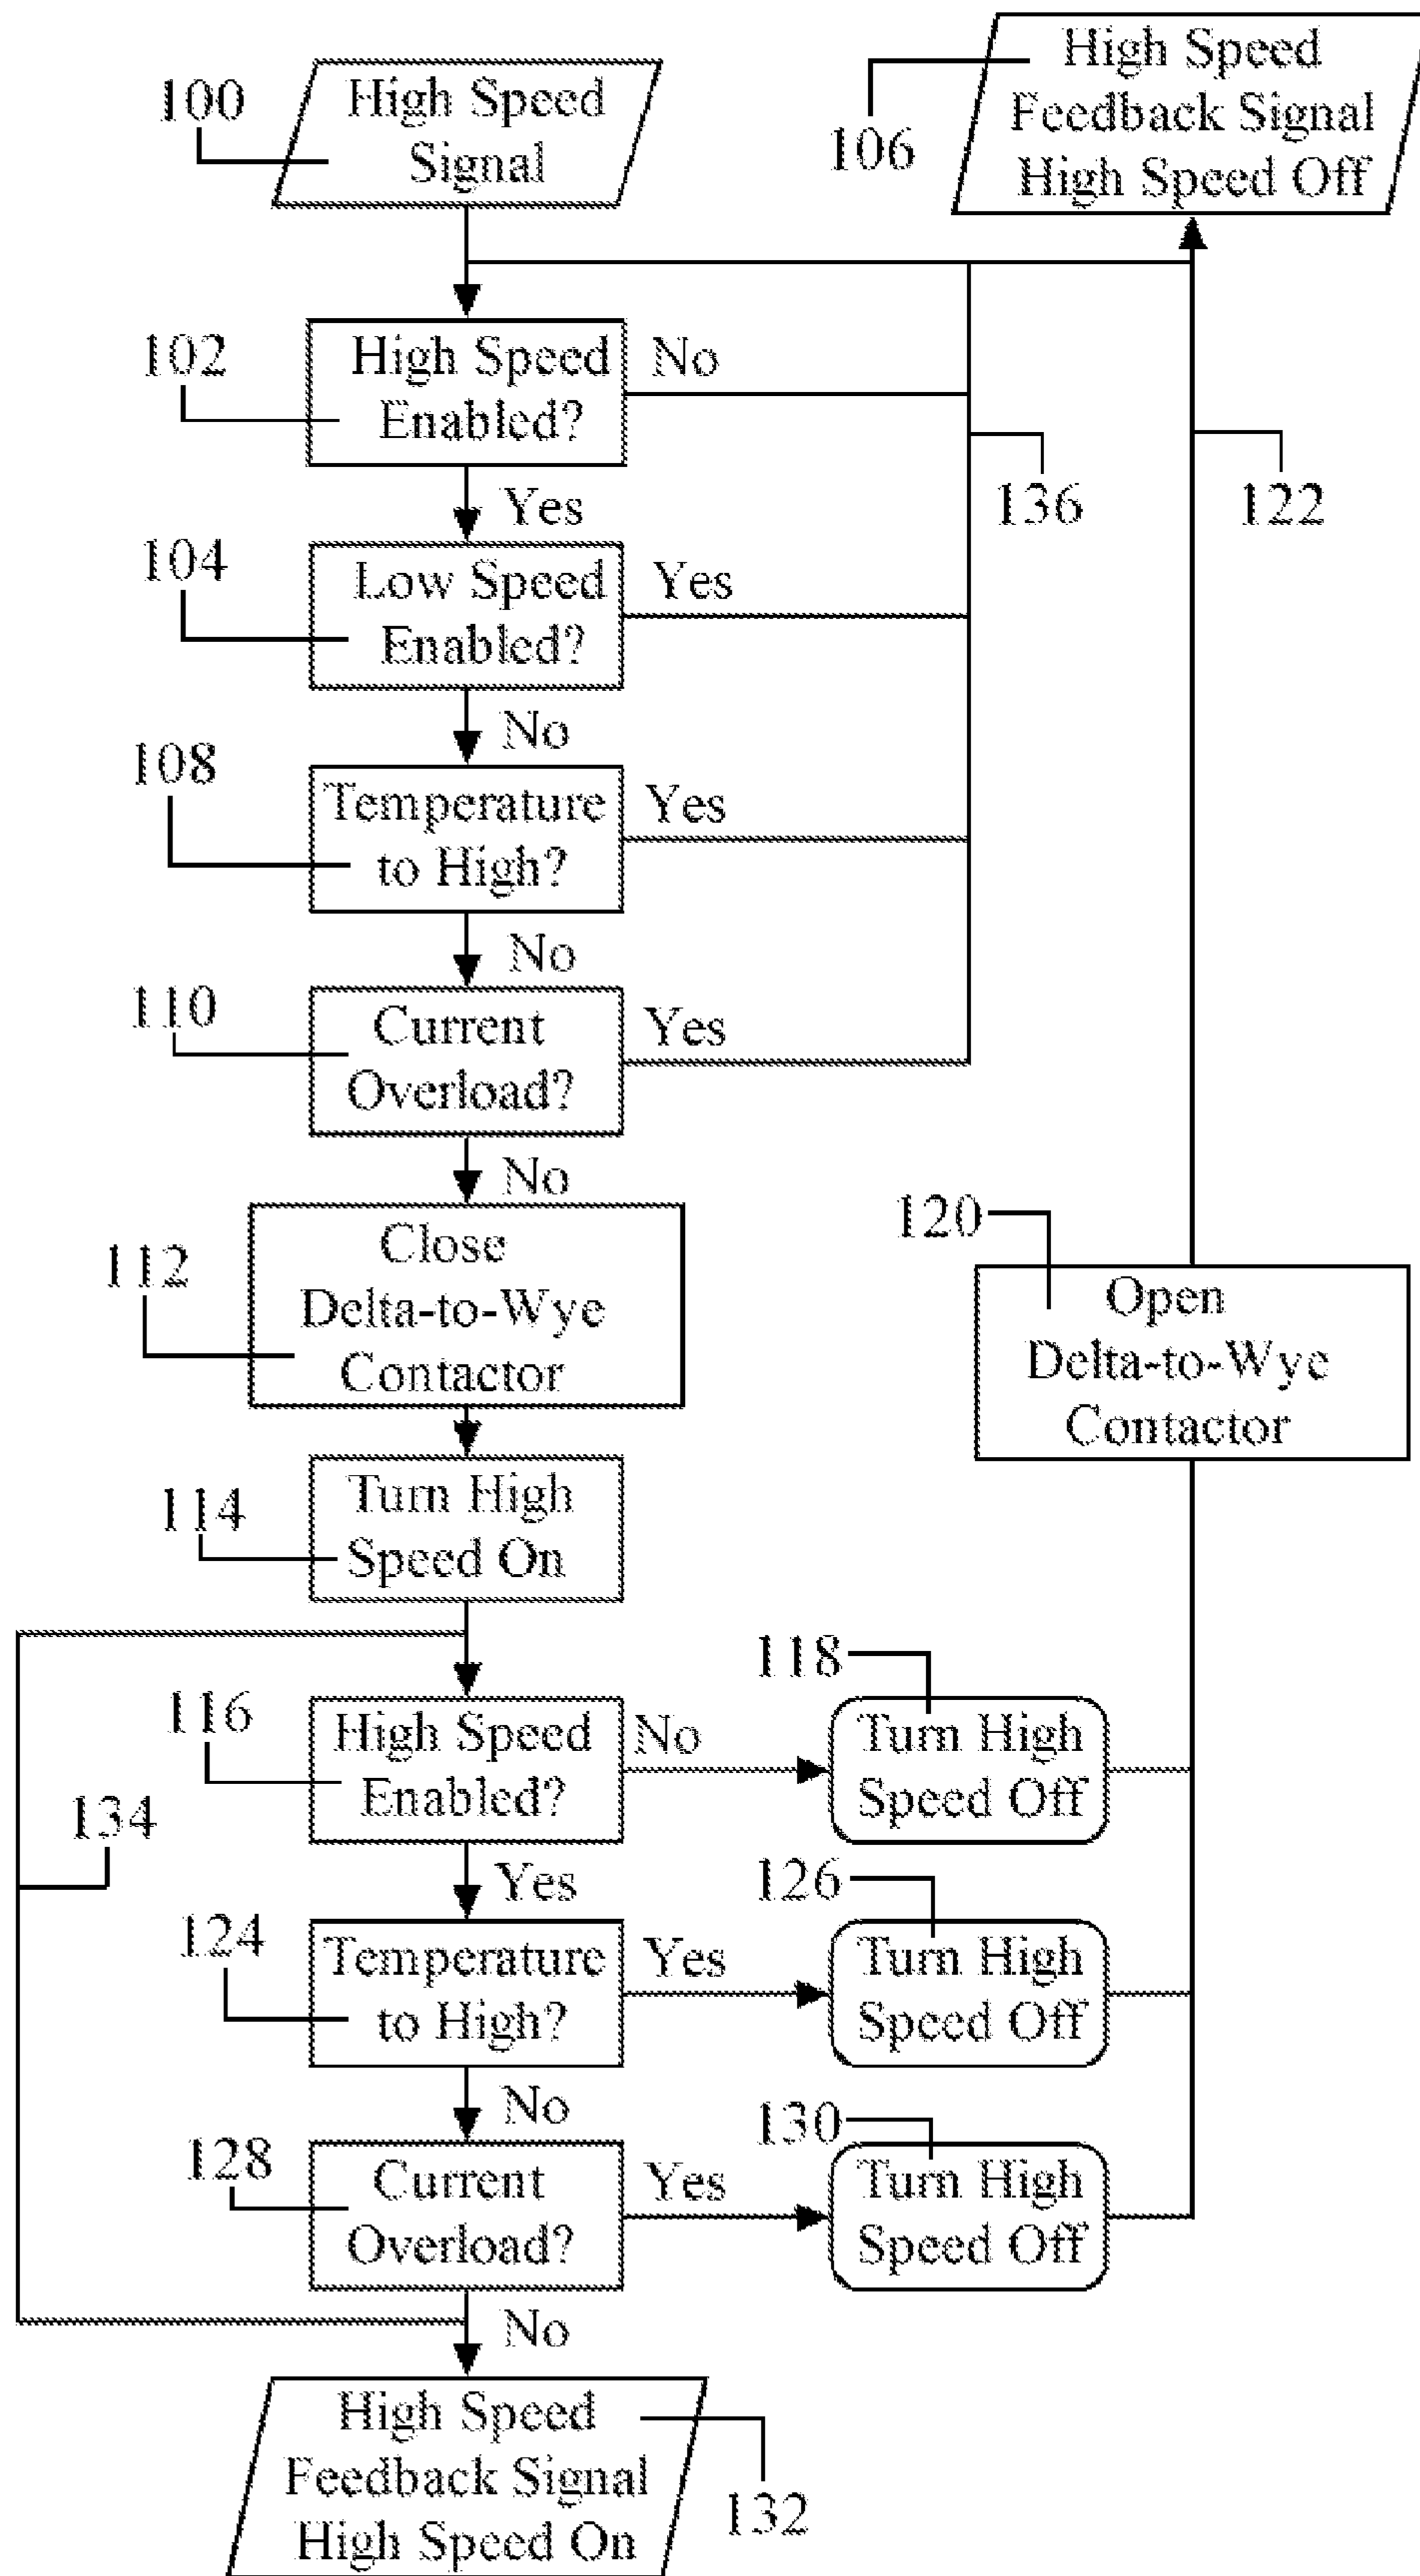 100
High Speed
Signal
High Speed
Feedback Signal
High Speed Off
106
102
High Speed
Enabled?
No
136
122
Yes
104
Low Speed
Enabled?
Yes
No
108
Temperature
to High?
Yes
No
110
Current
Overload?
Yes
No
112
Close
Delta-to-Wye
Contactor
120
Open
Delta-to-Wye
Contactor
114
Turn High
Speed On
116
High Speed
Enabled?
No
118
Turn High
Speed Off
134
Yes
124
Temperature
to High?
Yes
126
Turn High
Speed Off
No
128
Current
Overload?
Yes
130
Turn High
Speed Off
No
High Speed
Feedback Signal
High Speed On
132